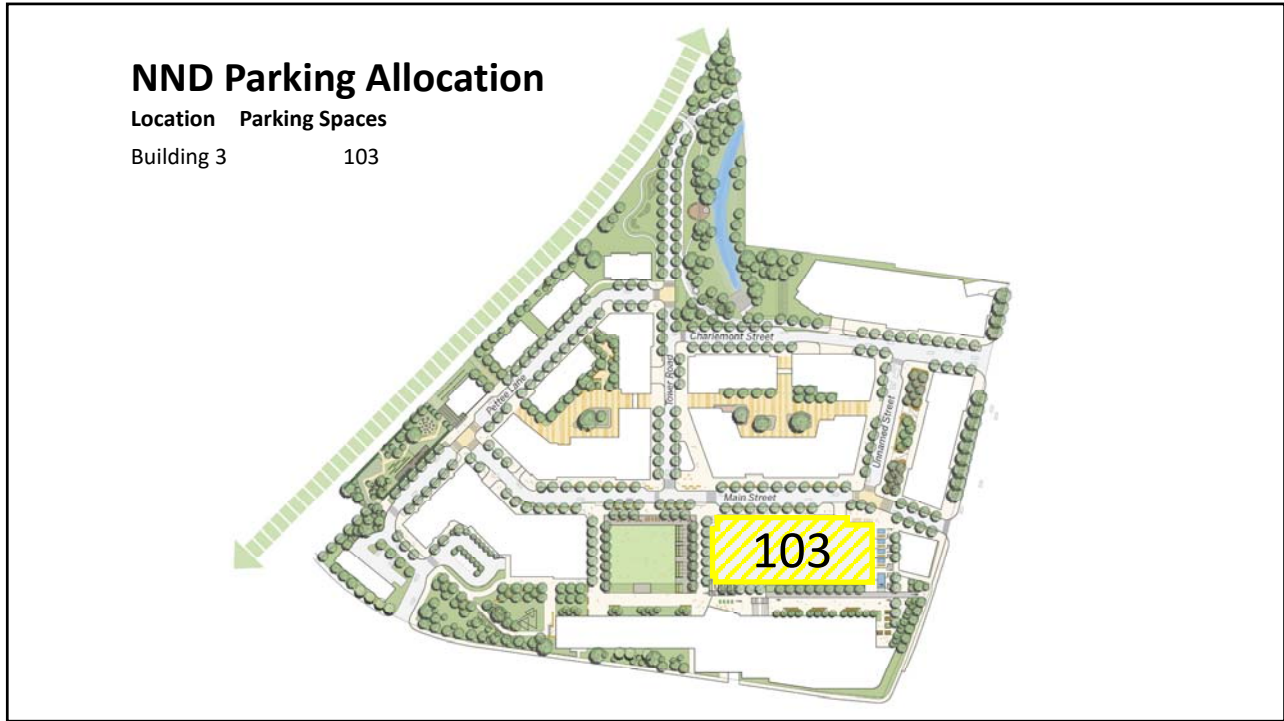 NND Parking Allocation
Location Parking Spaces
Building 3 103
Charlemont Street
Pettee Lane
Tower Road
Unnamed Street
Main Street
103